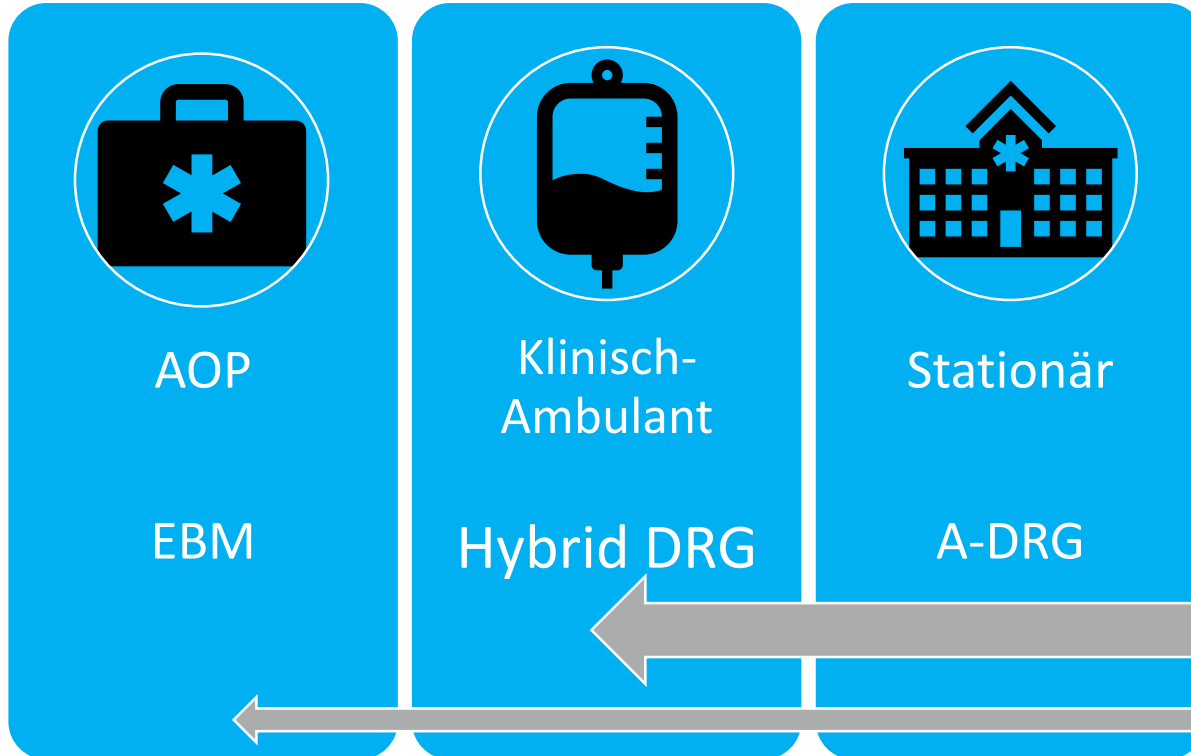 AOP
EBM
Klinisch-
Ambulant
Hybrid DRG
Stationär
A-DRG